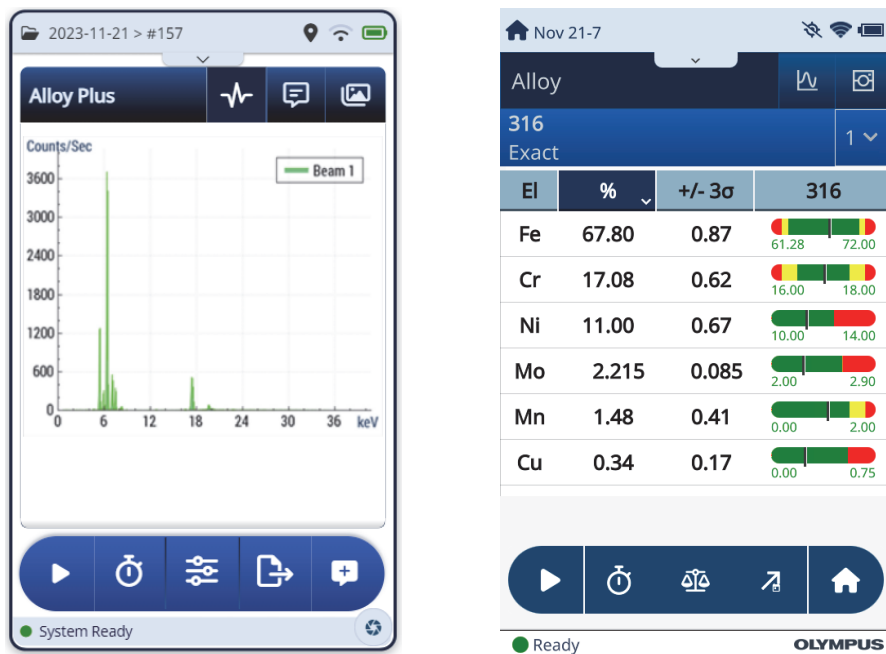 2023-11-21 > #157
Alloy Plus
Counts/Sec
Beam 1
3600
3000
2400
1800
1200
600
0
0 6 12 18 24 30 36 keV
System Ready
Nov 21-7
Alloy
316
Exact
1
El % +/- 3σ 316
Fe 67.80 0.87 61.28 72.00
Cr 17.08 0.62 16.00 18.00
Ni 11.00 0.67 10.00 14.00
Mo 2.215 0.085 2.00 2.90
Mn 1.48 0.41 0.00 2.00
Cu 0.34 0.17 0.00 0.75
Ready
OLYMPUS